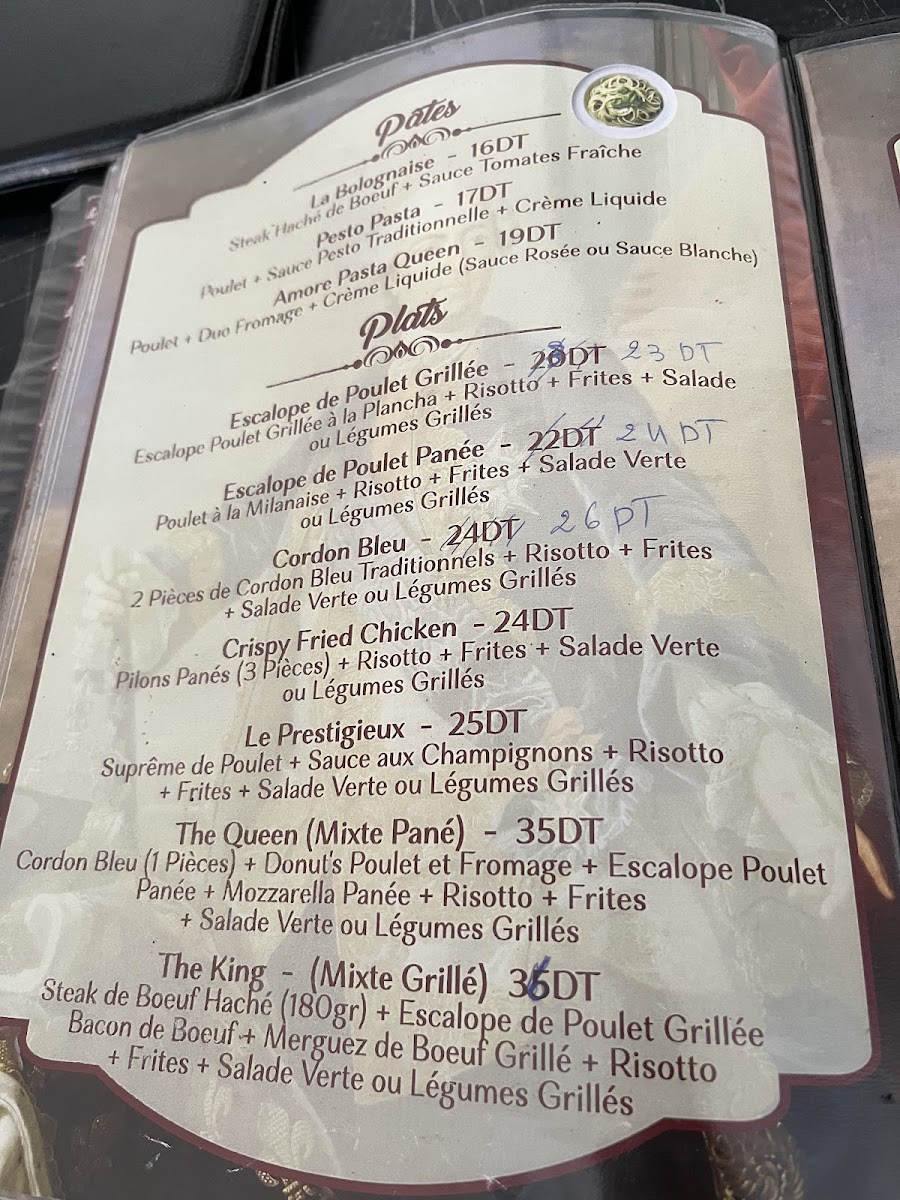 Pâtes
La Bolognaise - 16DT
Steak Haché de Boeuf + Sauce Tomates Fraîche
Pesto Pasta - 17DT
Poulet + Sauce Pesto Traditionnelle + Crème Liquide
Amore Pasta Queen - 19DT
Poulet + Duo Fromage + Crème Liquide (Sauce Rosée ou Sauce Blanche)
Plats
Escalope de Poulet Grillée - 23 DT
Escalope Poulet Grillée à la Plancha + Risotto + Frites + Salade
ou Légumes Grillés
Escalope de Poulet Panée - 22DT 24 DT
Poulet à la Milanaise + Risotto + Frites + Salade Verte
ou Légumes Grillés
Cordon Bleu - 24DT 26 DT
2 Pièces de Cordon Bleu Traditionnels + Risotto + Frites
+ Salade Verte ou Légumes Grillés
Crispy Fried Chicken - 24DT
Pilons Panés (3 Pièces) + Risotto + Frites + Salade Verte
ou Légumes Grillés
Le Prestigieux - 25DT
Suprême de Poulet + Sauce aux Champignons + Risotto
+ Frites + Salade Verte ou Légumes Grillés
The Queen (Mixte Pané) - 35DT
Cordon Bleu (1 Pièces) + Donut's Poulet et Fromage + Escalope Poulet
Panée + Mozzarella Panée + Risotto + Frites
+ Salade Verte ou Légumes Grillés
The King - (Mixte Grillé) 36DT
Steak de Boeuf Haché (180gr) + Escalope de Poulet Grillée
Bacon de Boeuf + Merguez de Boeuf Grillé + Risotto
+ Frites + Salade Verte ou Légumes Grillés